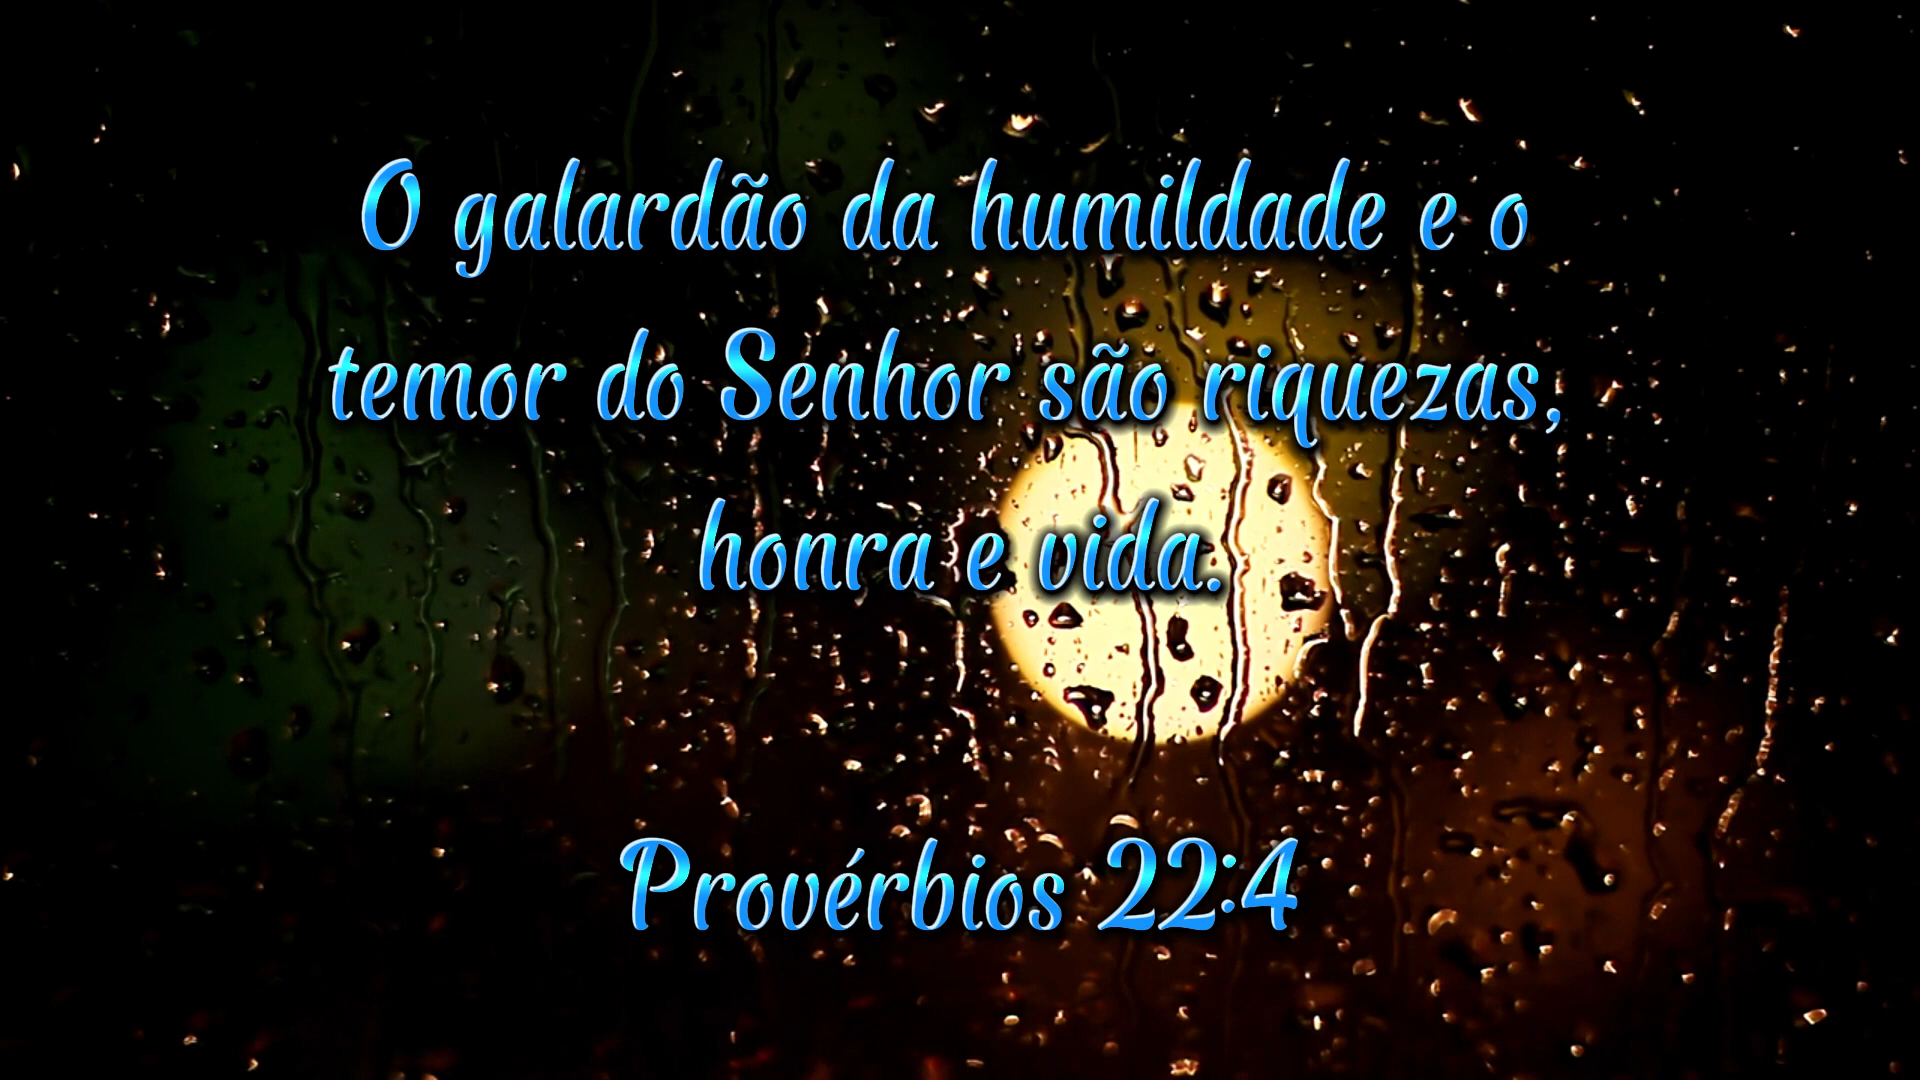 O galardão da humildade e o
temor do Senhor são riquezas,
honra e vida.
Provérbios 22:4